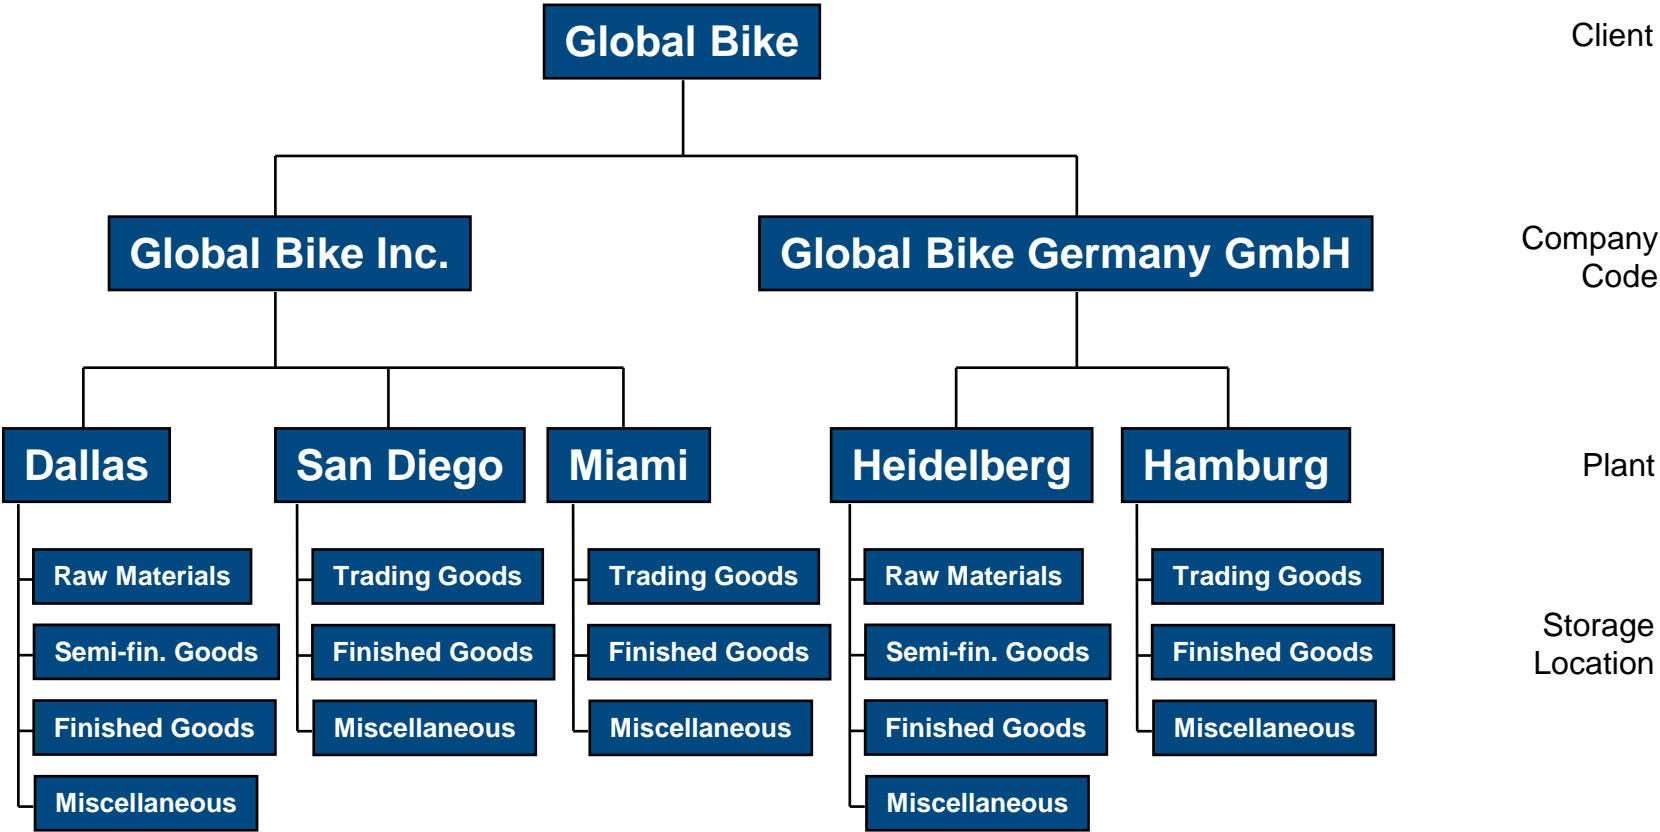 Global Bike
Client
Global Bike Inc.
Global Bike Germany GmbH
Company
Code
Dallas
San Diego
Miami
Heidelberg
Hamburg
Plant
Raw Materials
Trading Goods
Trading Goods
Raw Materials
Trading Goods
Semi-fin. Goods
Finished Goods
Finished Goods
Semi-fin. Goods
Finished Goods
Storage
Location
Finished Goods
Miscellaneous
Miscellaneous
Finished Goods
Miscellaneous
Miscellaneous
Miscellaneous